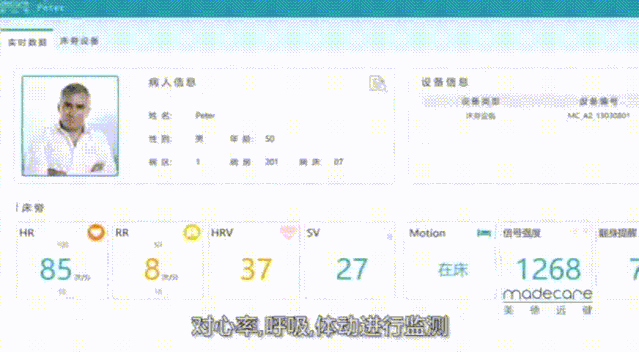 Peter
实时数据 床旁设备
病人信息
姓 名: Peter
性 别: 男 年 龄: 50
病 区: 1 病 房 201 病 床 07
设备信息
设备类型 设备编号
床旁设备 MC_A2_13030801
床旁
HR RR HRV SV Motion 信号强度 翻身提醒
85 次/分 8 次/分 37 27 在床 1268
madecare
美德远健
对心率,呼吸,体动进行监测